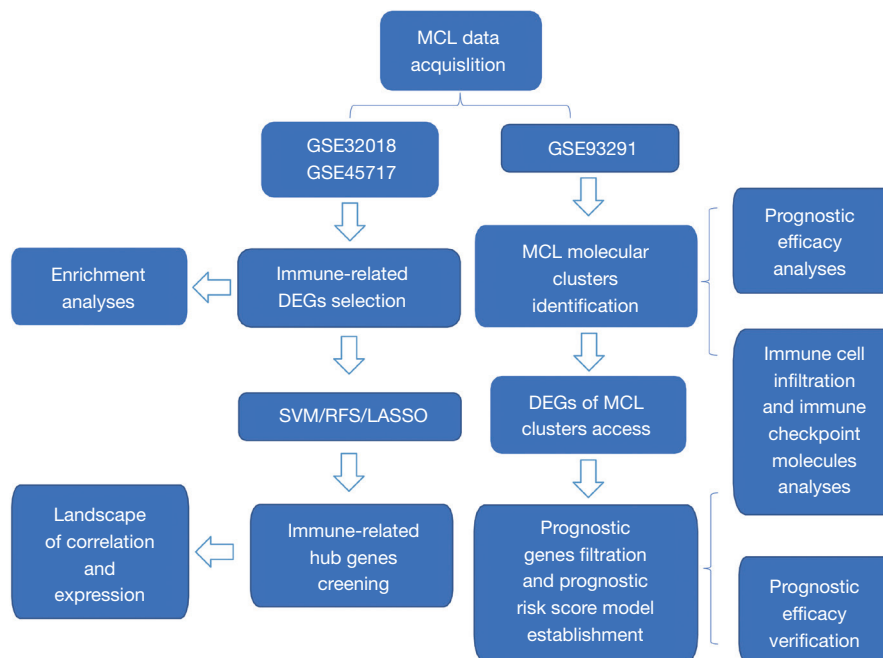 MCL data
acquislition
GSE32018
GSE45717
GSE93291
Enrichment
analyses
Immune-related
DEGs selection
MCL molecular
clusters
identification
Prognostic
efficacy
analyses
SVM/RFS/LASSO
DEGs of MCL
clusters access
Immune cell
infiltration
and immune
checkpoint
molecules
analyses
Landscape
of correlation
and
expression
Immune-related
hub genes
creening
Prognostic
genes filtration
and prognostic
risk score model
establishment
Prognostic
efficacy
verification